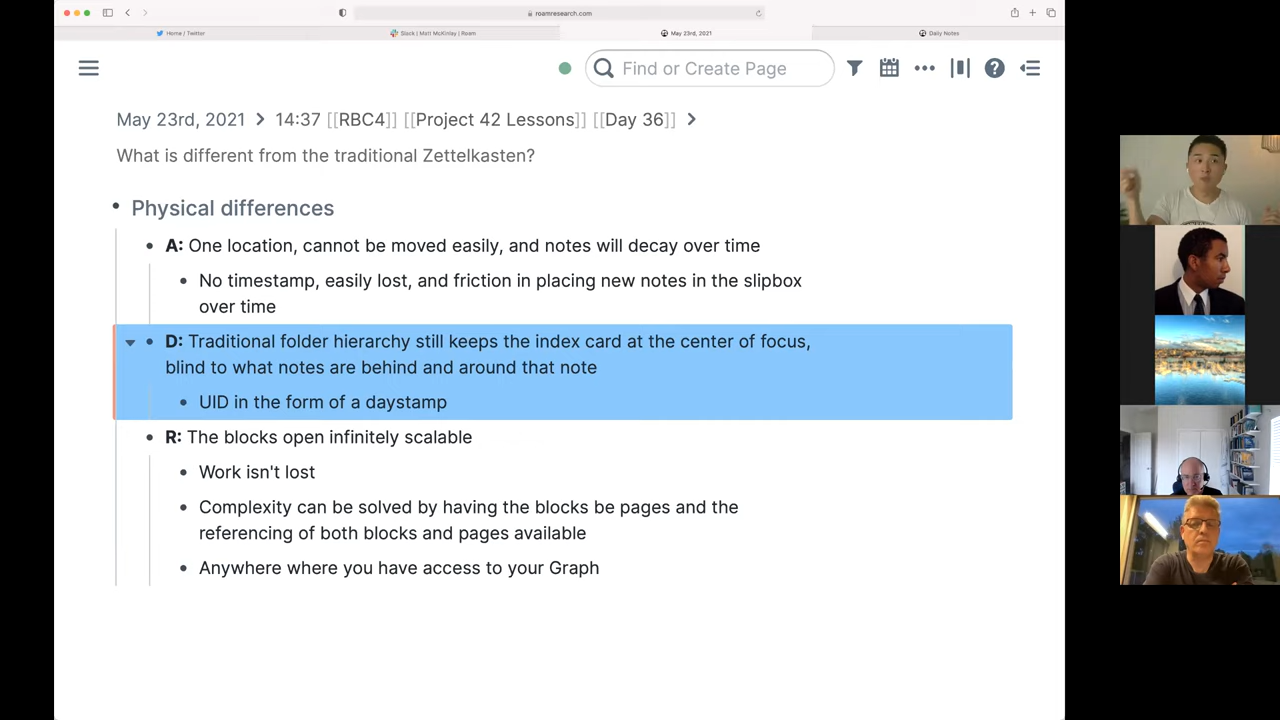 roamresearch.com
Home / Twitter
Slack | Matt McKinlay | Roam
May 23rd, 2021
Daily Notes
Find or Create Page
May 23rd, 2021 > 14:37 [[RBC4]] [[Project 42 Lessons]] [[Day 36]] >
What is different from the traditional Zettelkasten?
Physical differences
A: One location, cannot be moved easily, and notes will decay over time
No timestamp, easily lost, and friction in placing new notes in the slipbox
over time
D: Traditional folder hierarchy still keeps the index card at the center of focus,
blind to what notes are behind and around that note
UID in the form of a daystamp
R: The blocks open infinitely scalable
Work isn't lost
Complexity can be solved by having the blocks be pages and the
referencing of both blocks and pages available
Anywhere where you have access to your Graph